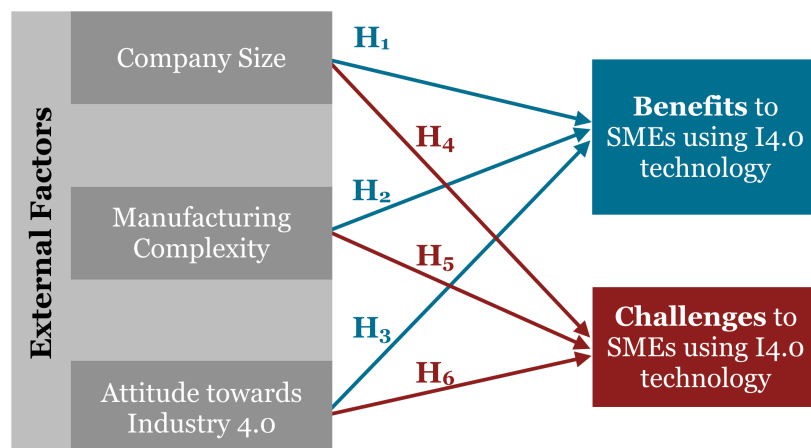 External Factors
Company Size
Manufacturing
Complexity
Attitude towards
Industry 4.0
H₁
H₄
H₂
H₅
H₃
H₆
Benefits to
SMEs using I4.0
technology
Challenges to
SMEs using I4.0
technology